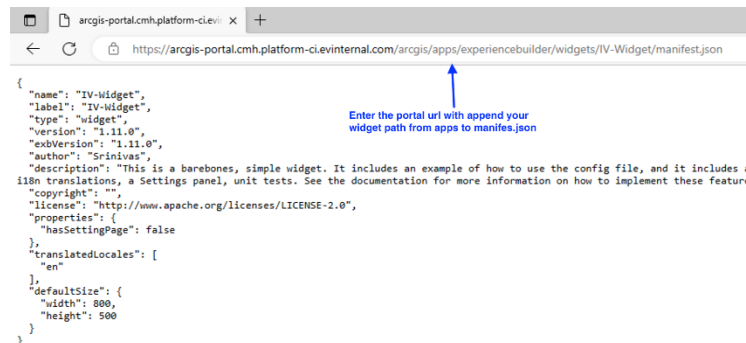 arcgis-portal.cmh.platform-ci.evi
https://arcgis-portal.cmh.platform-ci.evinternal.com/arcgis/apps/experiencebuilder/widgets/IV-Widget/manifest.json
{
"name": "IV-Widget",
"label": "IV-Widget",
"type": "widget",
"version": "1.11.0",
"exbVersion": "1.11.0",
"author": "Srinivas",
Enter the portal url with append your
widget path from apps to manifes.json
"description": "This is a barebones, simple widget. It includes an example of how to use the config file, and it includes
i18n translations, a Settings panel, unit tests. See the documentation for more information on how to implement these
"copyright": "",
"license": "http://www.apache.org/licenses/LICENSE-2.0",
"properties": {
"hasSettingPage": false
},
"translatedLocales": [
"en"
],
"defaultSize": {
"width": 800,
"height": 500
}
}